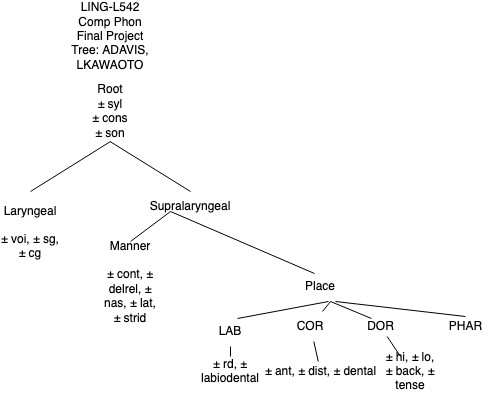 LING-L542
Comp Phon
Final Project
Tree: ADAVIS,
LKAWAOTO
Root
± syl
± cons
± son
Laryngeal
± voi, ± sg,
± cg
Supralaryngeal
Manner
± cont, ±
delrel, ±
nas, ± lat,
± strid
Place
LAB
COR
DOR
PHAR
± rd, ±
labiodental
± ant, ± dist, ± dental
± hi, ± lo,
± back, ±
tense